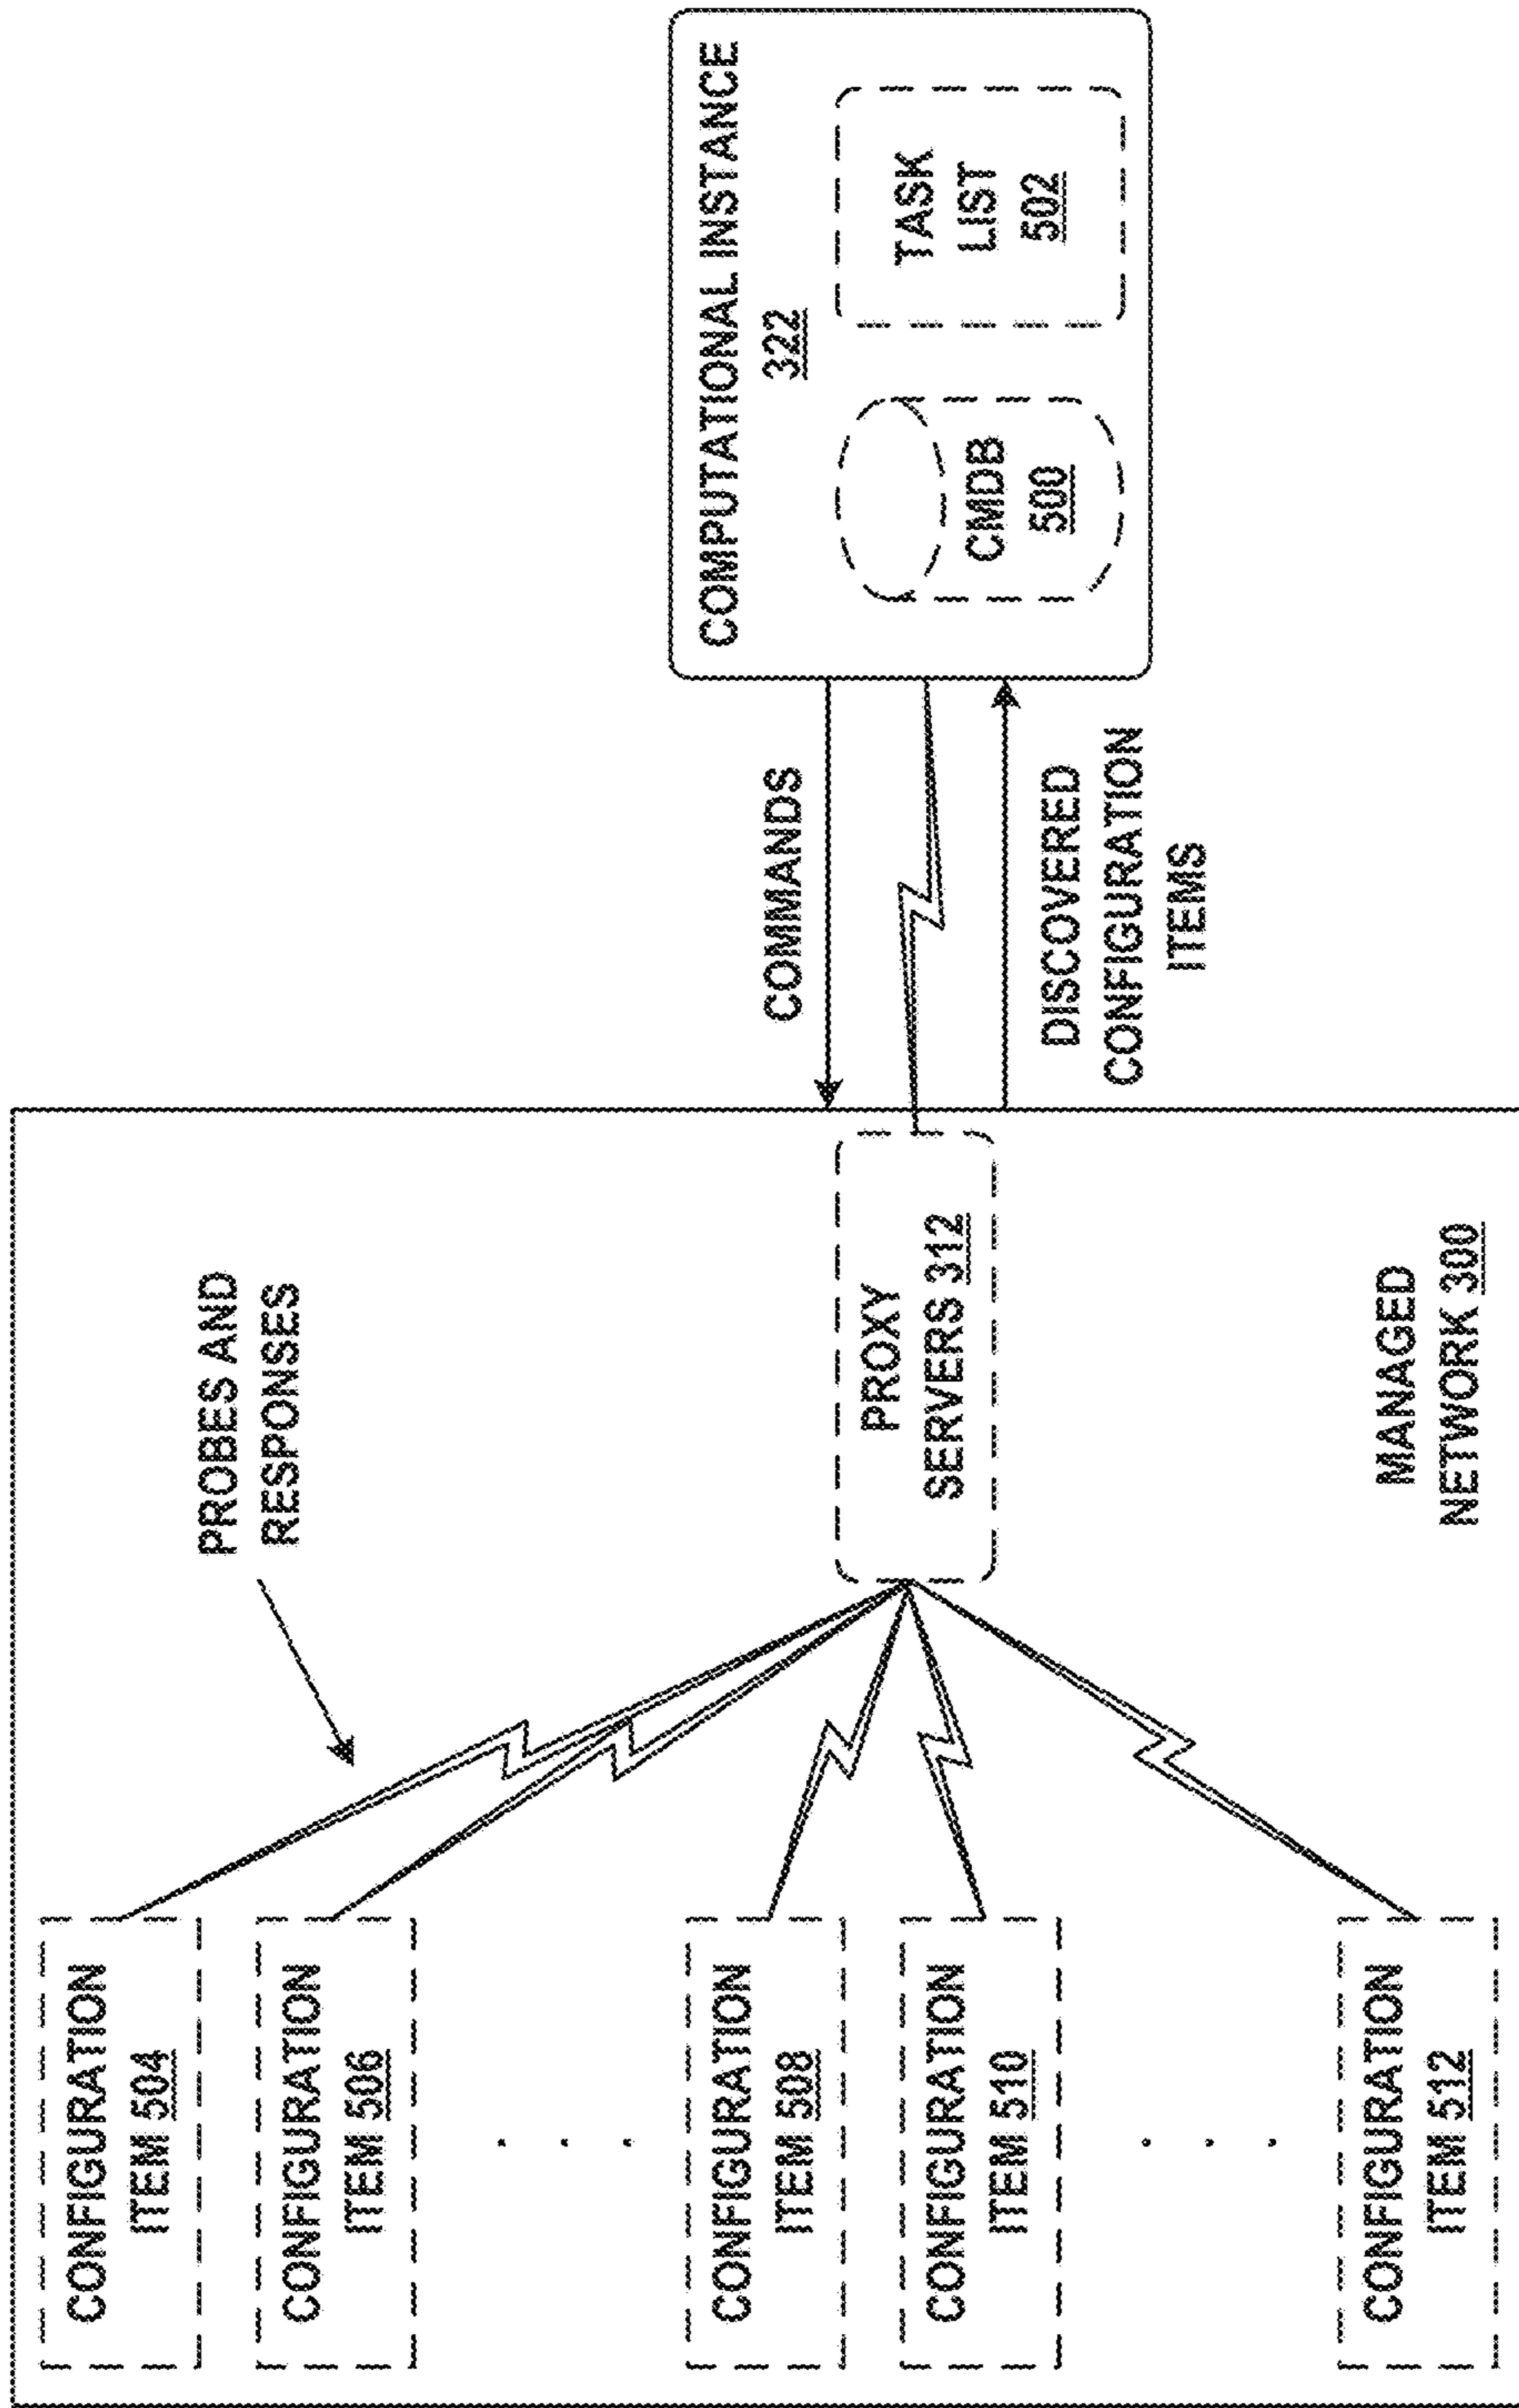 COMPUTATIONAL INSTANCE
322
CMDB
500
TASK
LIST
502
COMMANDS
DISCOVERED
CONFIGURATION
ITEMS
PROBES AND
RESPONSES
PROXY
SERVERS 312
MANAGED
NETWORK 300
CONFIGURATION
ITEM 504
CONFIGURATION
ITEM 506
CONFIGURATION
ITEM 508
CONFIGURATION
ITEM 510
CONFIGURATION
ITEM 512